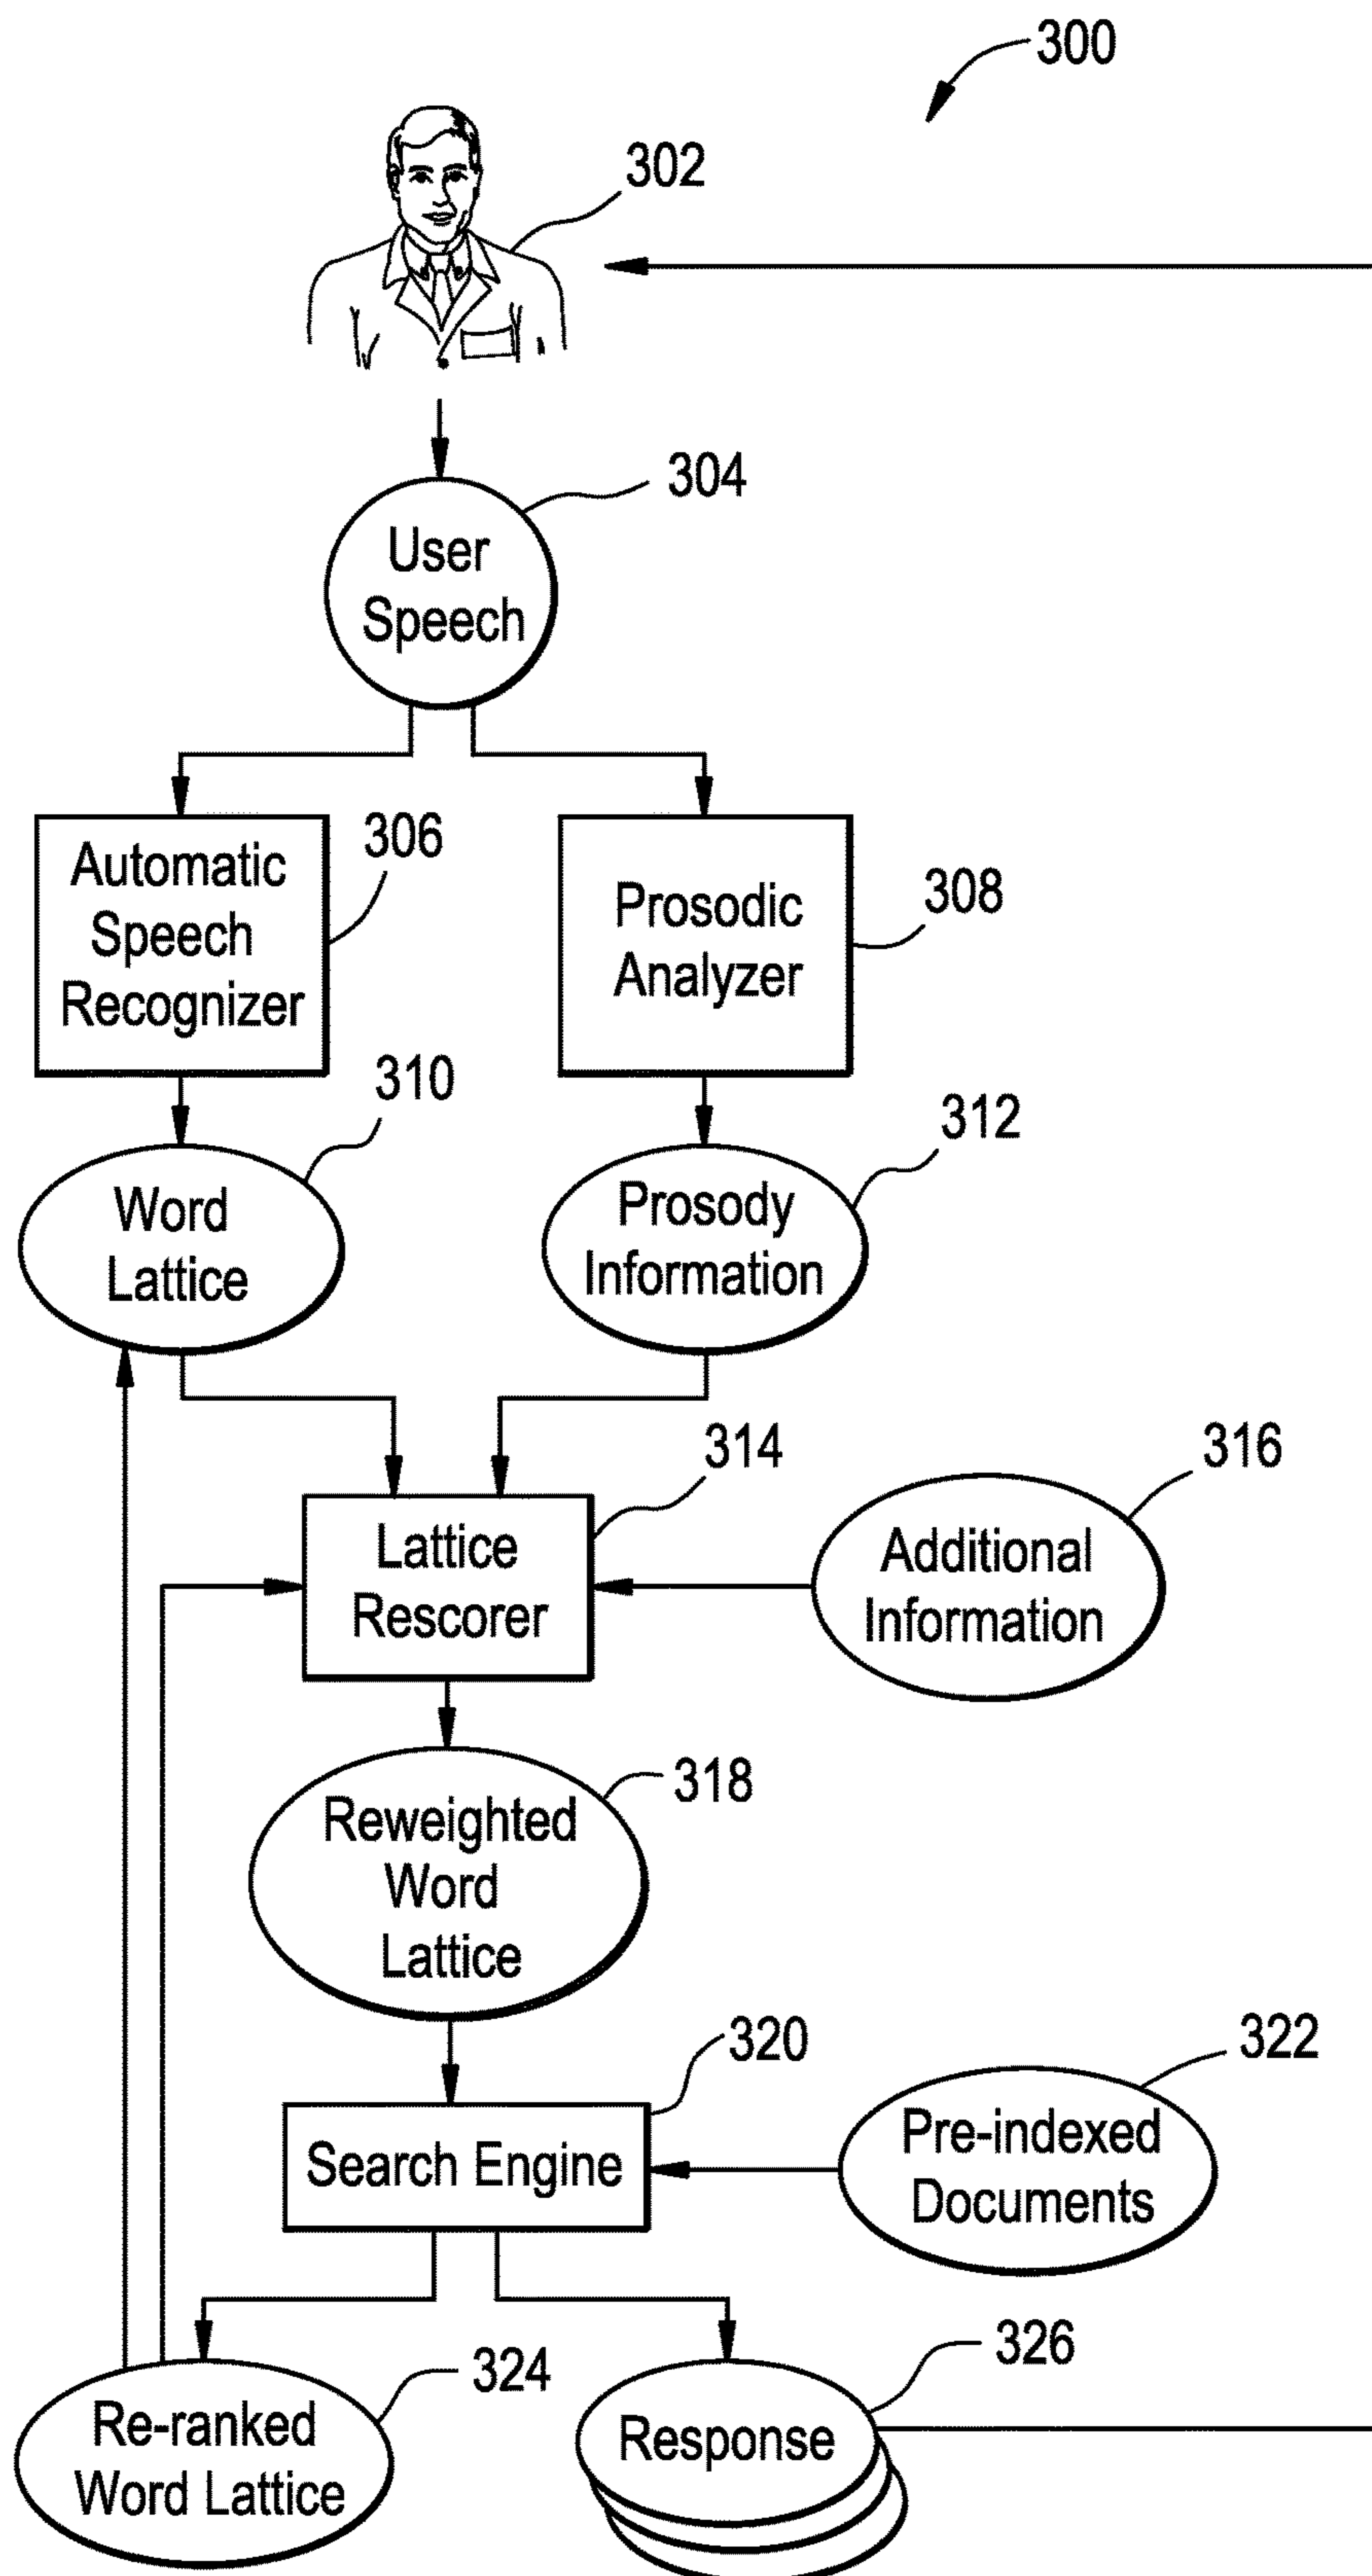 300
302
304
User
Speech
306
Automatic
Speech
Recognizer
308
Prosodic
Analyzer
310
Word
Lattice
312
Prosody
Information
314
Lattice
Rescorer
316
Additional
Information
318
Reweighted
Word
Lattice
320
Search Engine
322
Pre-indexed
Documents
324
Re-ranked
Word Lattice
326
Response